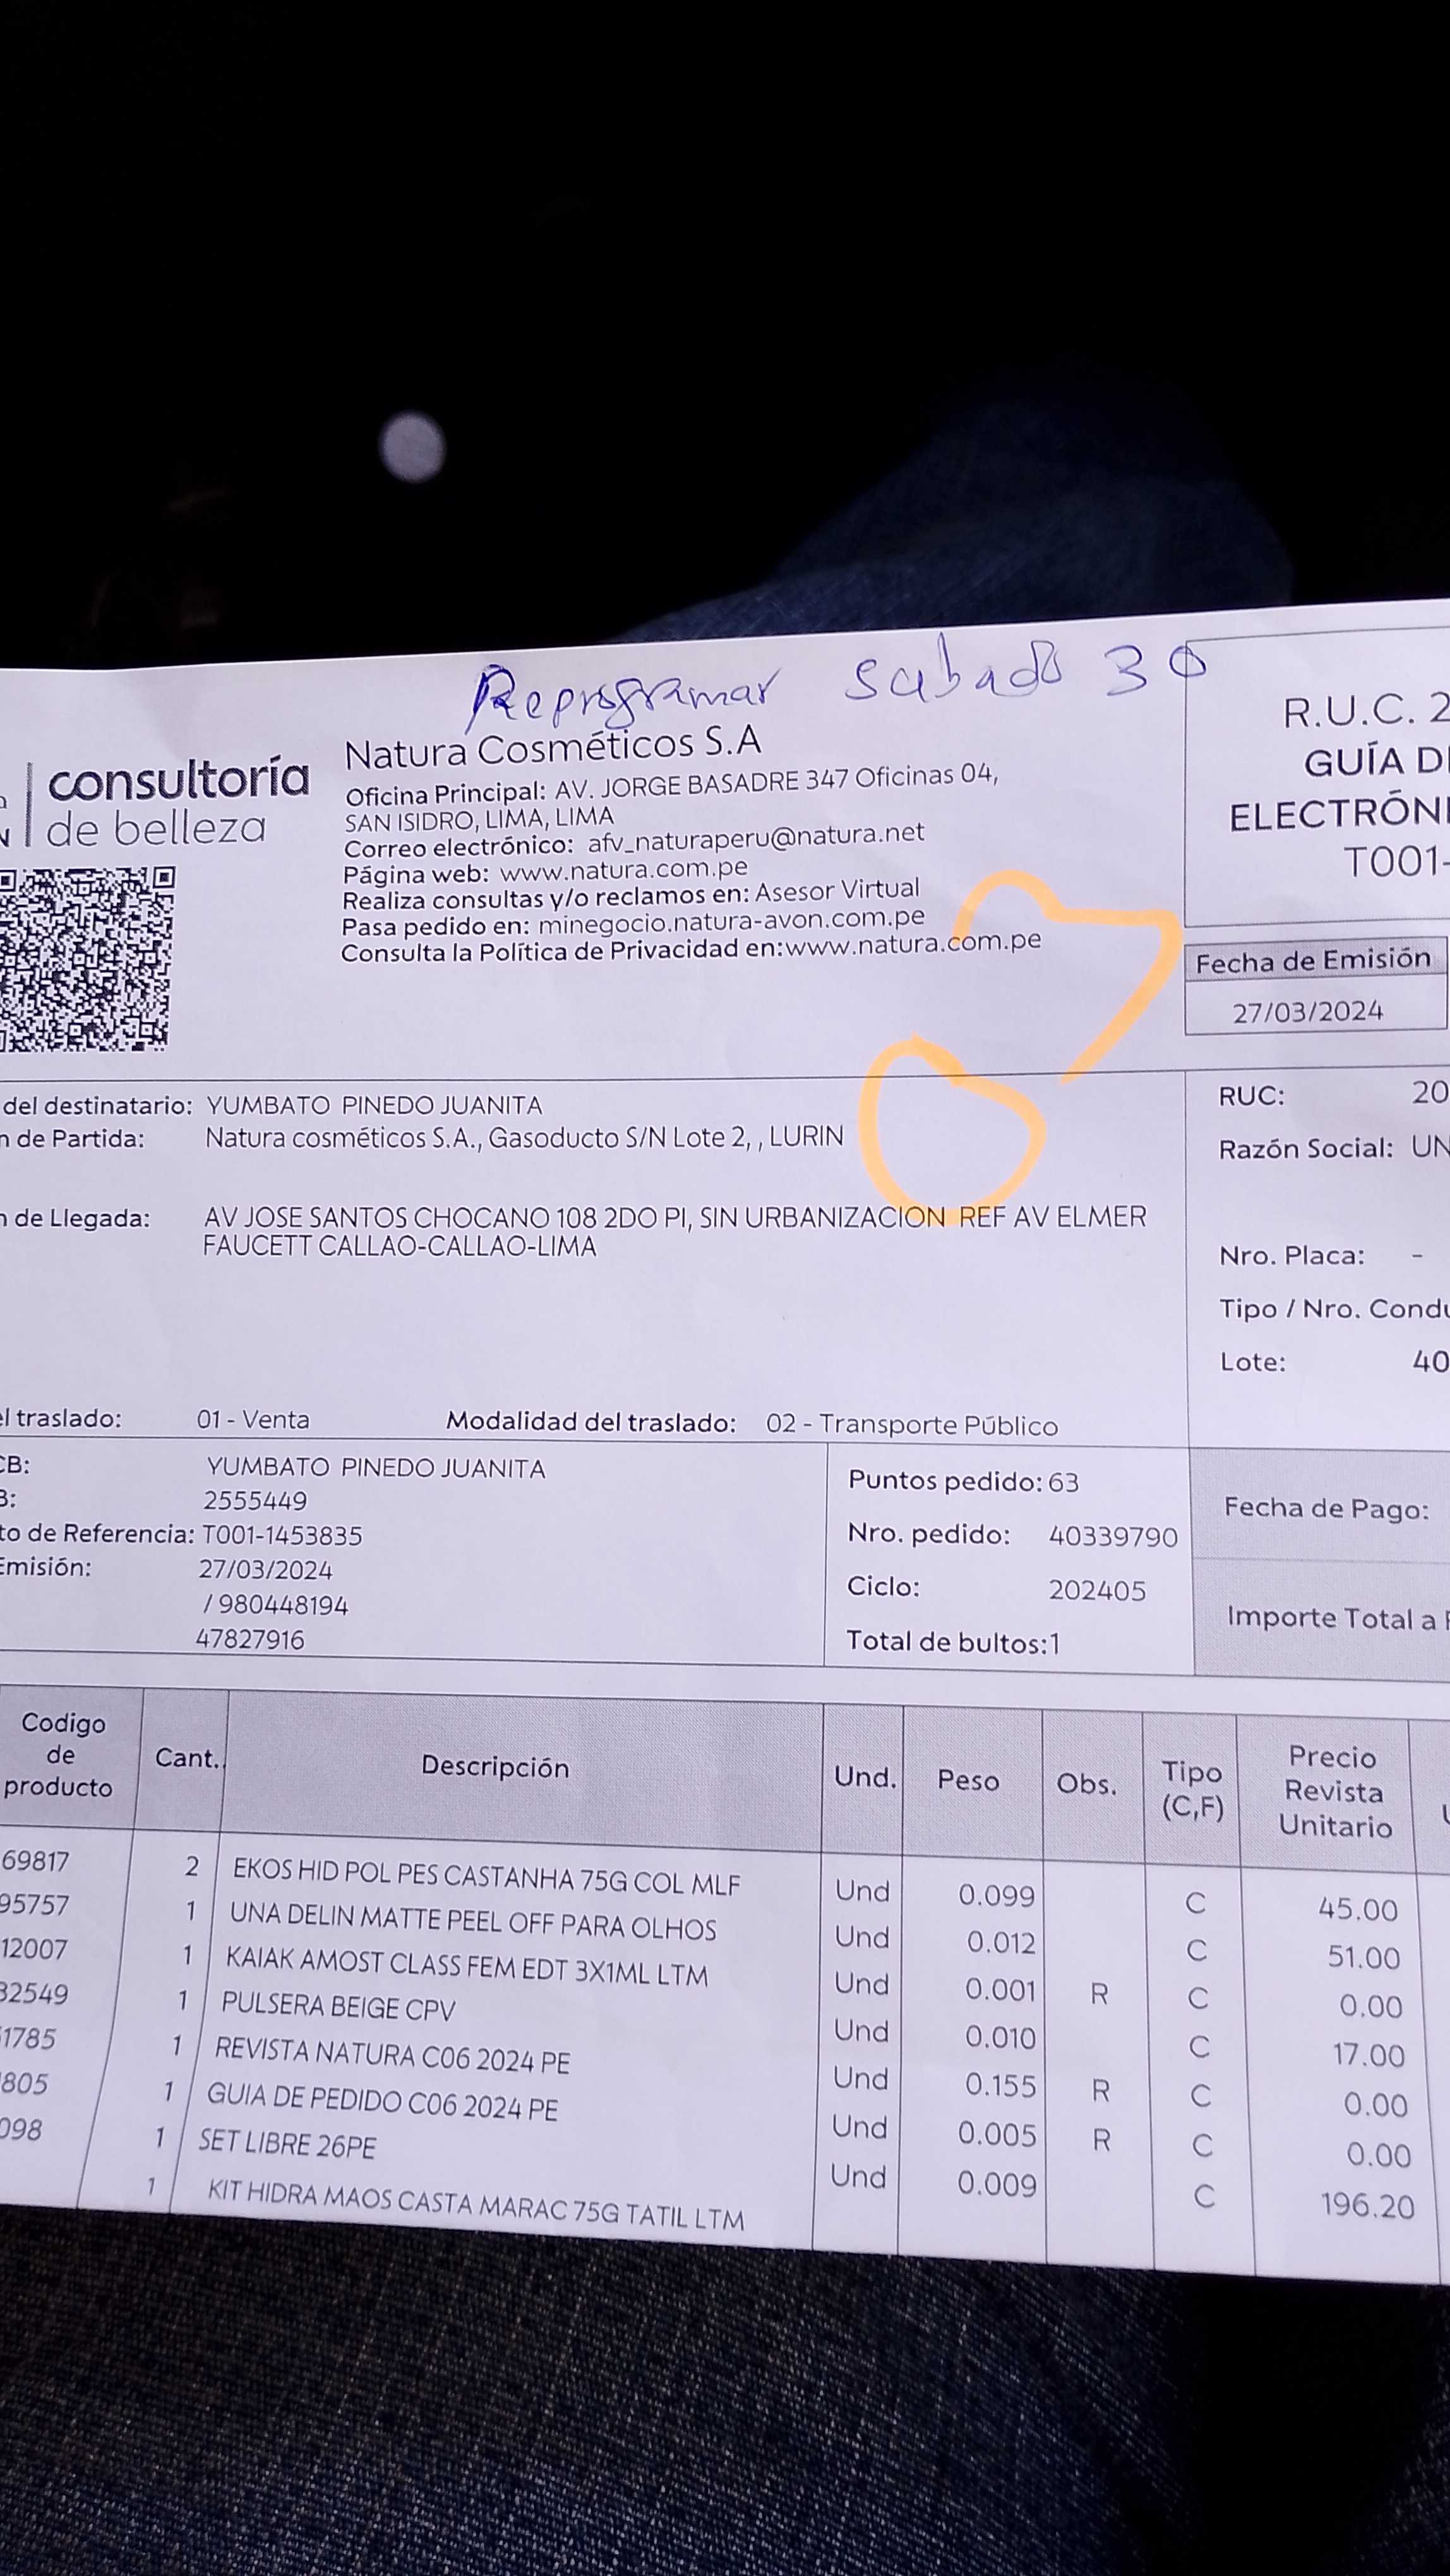 Reprogramar sabado 30
consultoría
de belleza
Natura Cosméticos S.A
Oficina Principal: AV. JORGE BASADRE 347 Oficinas 04,
SAN ISIDRO, LIMA, LIMA
Correo electrónico: afv_naturaperu@natura.net
Página web: www.natura.com.pe
Realiza consultas y/o reclamos en: Asesor Virtual
Pasa pedido en: minegocio.natura-avon.com.pe
Consulta la Política de Privacidad en:www.natura.com.pe
R.U.C. 2
GUÍA DE
ELECTRÓNI
T001-
Fecha de Emisión
27/03/2024
del destinatario: YUMBATO PINEDO JUANITA
n de Partida: Natura cosméticos S.A., Gasoducto S/N Lote 2, , LURIN
n de Llegada: AV JOSE SANTOS CHOCANO 108 2DO PI, SIN URBANIZACION REF AV ELMER
FAUCETT CALLAO-CALLAO-LIMA
RUC: 20
Razón Social: UN
Nro. Placa: -
Tipo / Nro. Condu
Lote: 40
el traslado: 01 - Venta Modalidad del traslado: 02 - Transporte Público
CB: YUMBATO PINEDO JUANITA
B: 2555449
to de Referencia: T001-1453835
Emisión: 27/03/2024
/ 980448194
47827916
Puntos pedido: 63
Nro. pedido: 40339790
Ciclo: 202405
Total de bultos:1
Fecha de Pago:
Importe Total a P
Codigo de producto Cant. Descripción Und. Peso Obs. Tipo (C,F) Precio Revista Unitario
69817 2 EKOS HID POL PES CASTANHA 75G COL MLF Und 0.099 C 45.00
95757 1 UNA DELIN MATTE PEEL OFF PARA OLHOS Und 0.012 C 51.00
12007 1 KAIAK AMOST CLASS FEM EDT 3X1ML LTM Und 0.001 R C 0.00
32549 1 PULSERA BEIGE CPV Und 0.010 C 17.00
1785 1 REVISTA NATURA C06 2024 PE Und 0.155 R C 0.00
805 1 GUIA DE PEDIDO C06 2024 PE Und 0.005 R C 0.00
098 1 SET LIBRE 26PE Und 0.009 C 196.20
1 KIT HIDRA MAOS CASTA MARAC 75G TATIL LTM